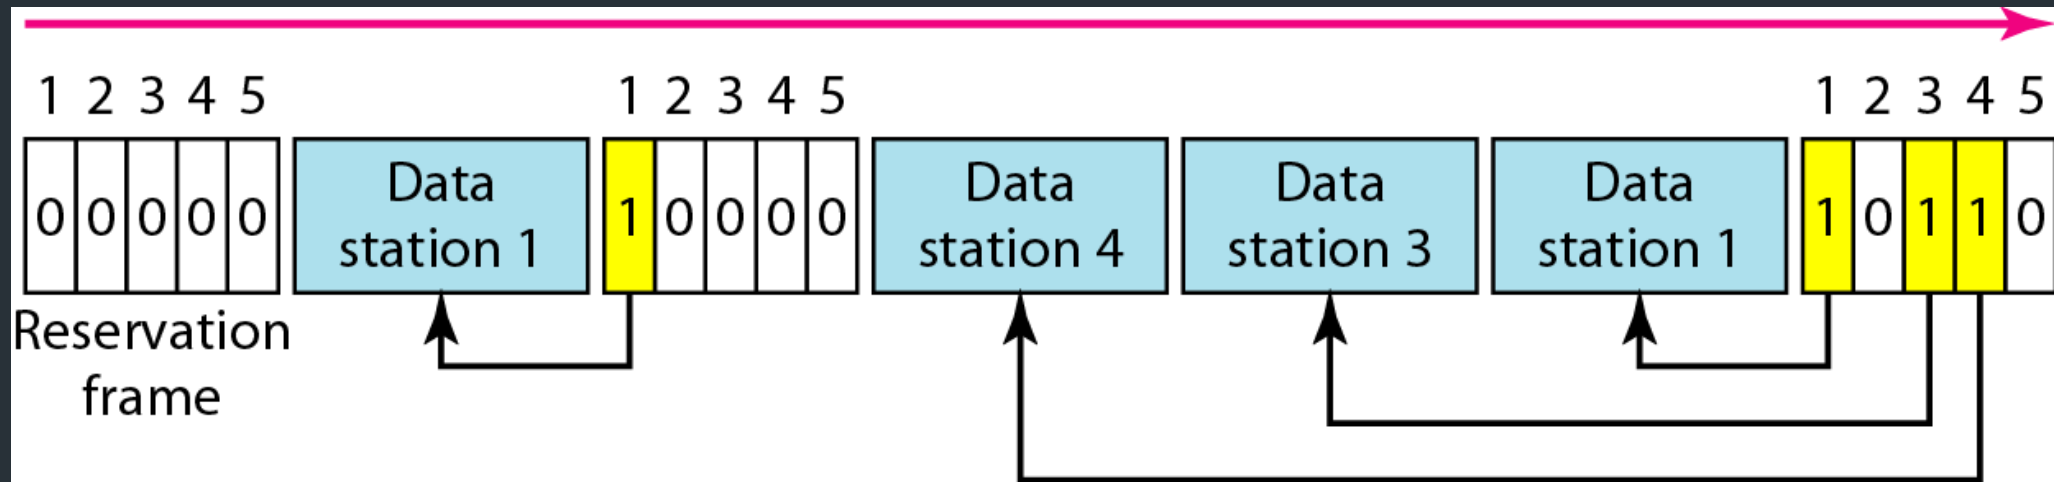 1 2 3 4 5 1 2 3 4 5 1 2 3 4 5
0 0 0 0 0 Data station 1 1 0 0 0 0 Data station 4 Data station 3 Data station 1 1 0 1 1 0
Reservation
frame